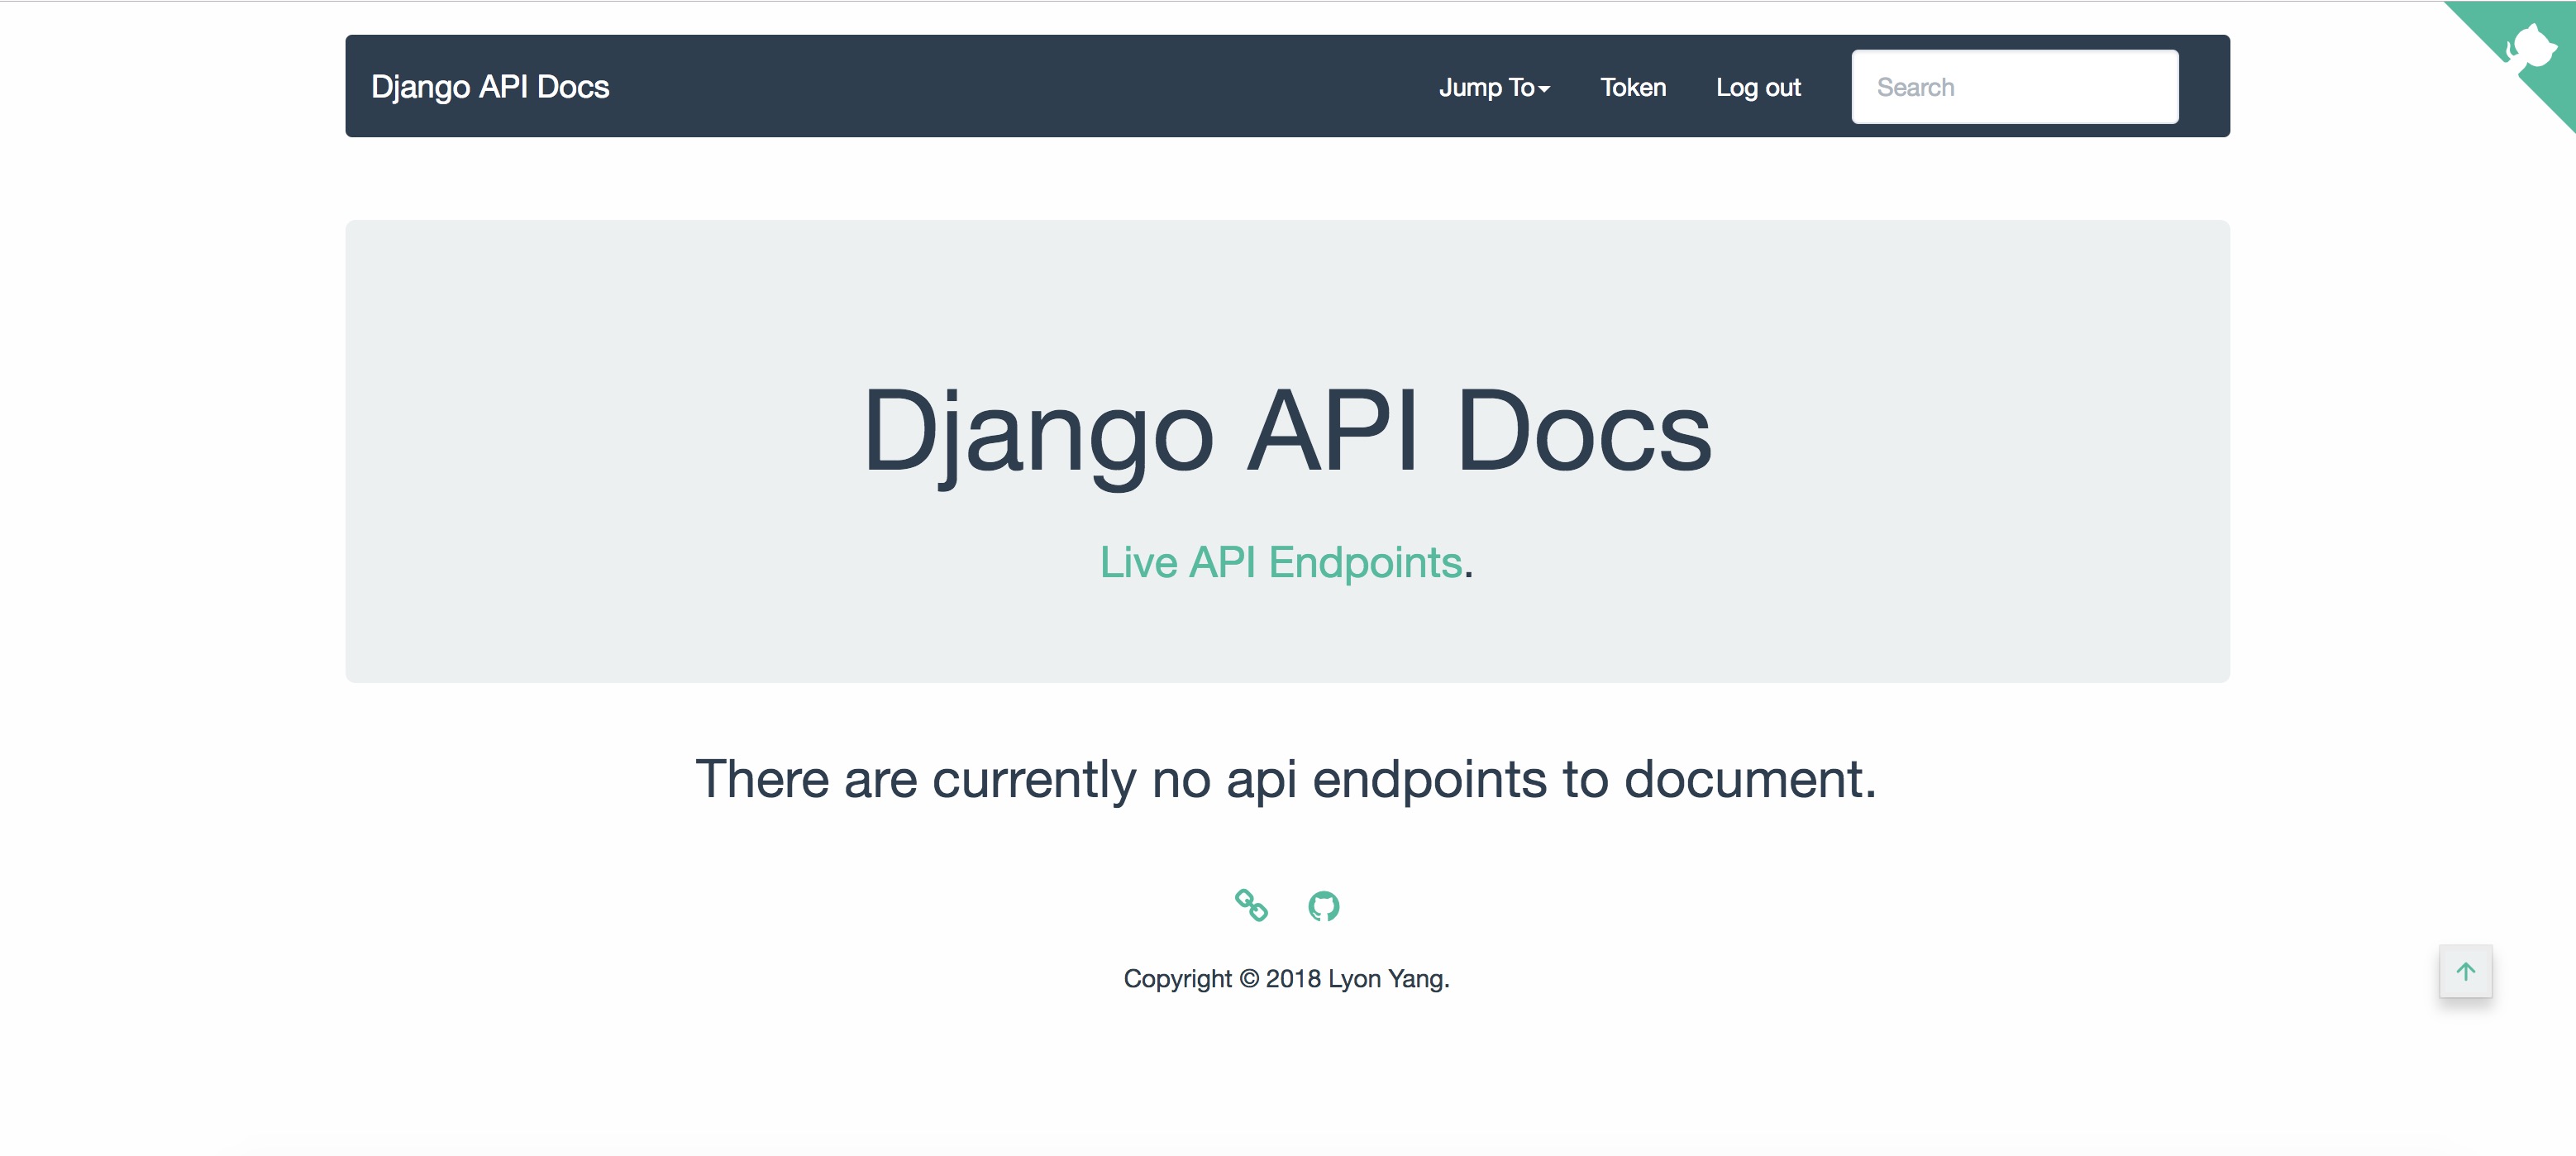 Django API Docs
Jump To
Token
Log out
Search
Django API Docs
Live API Endpoints.
There are currently no api endpoints to document.
Copyright © 2018 Lyon Yang.